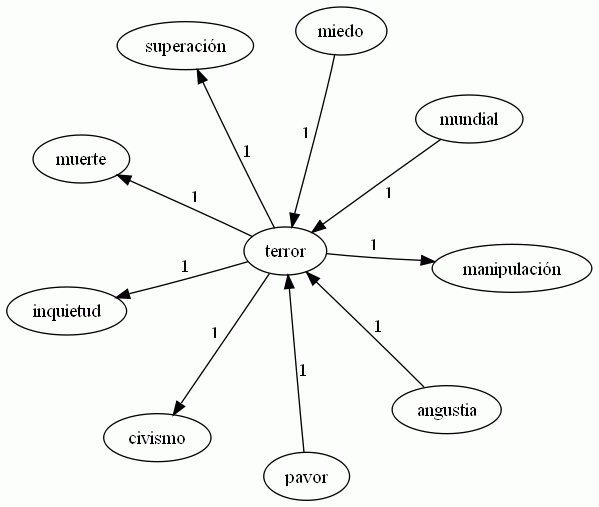 miedo
superación
mundial
1
1
muerte
1
1
terror
1
manipulación
1
inquietud
1
1
1
angustia
civismo
pavor